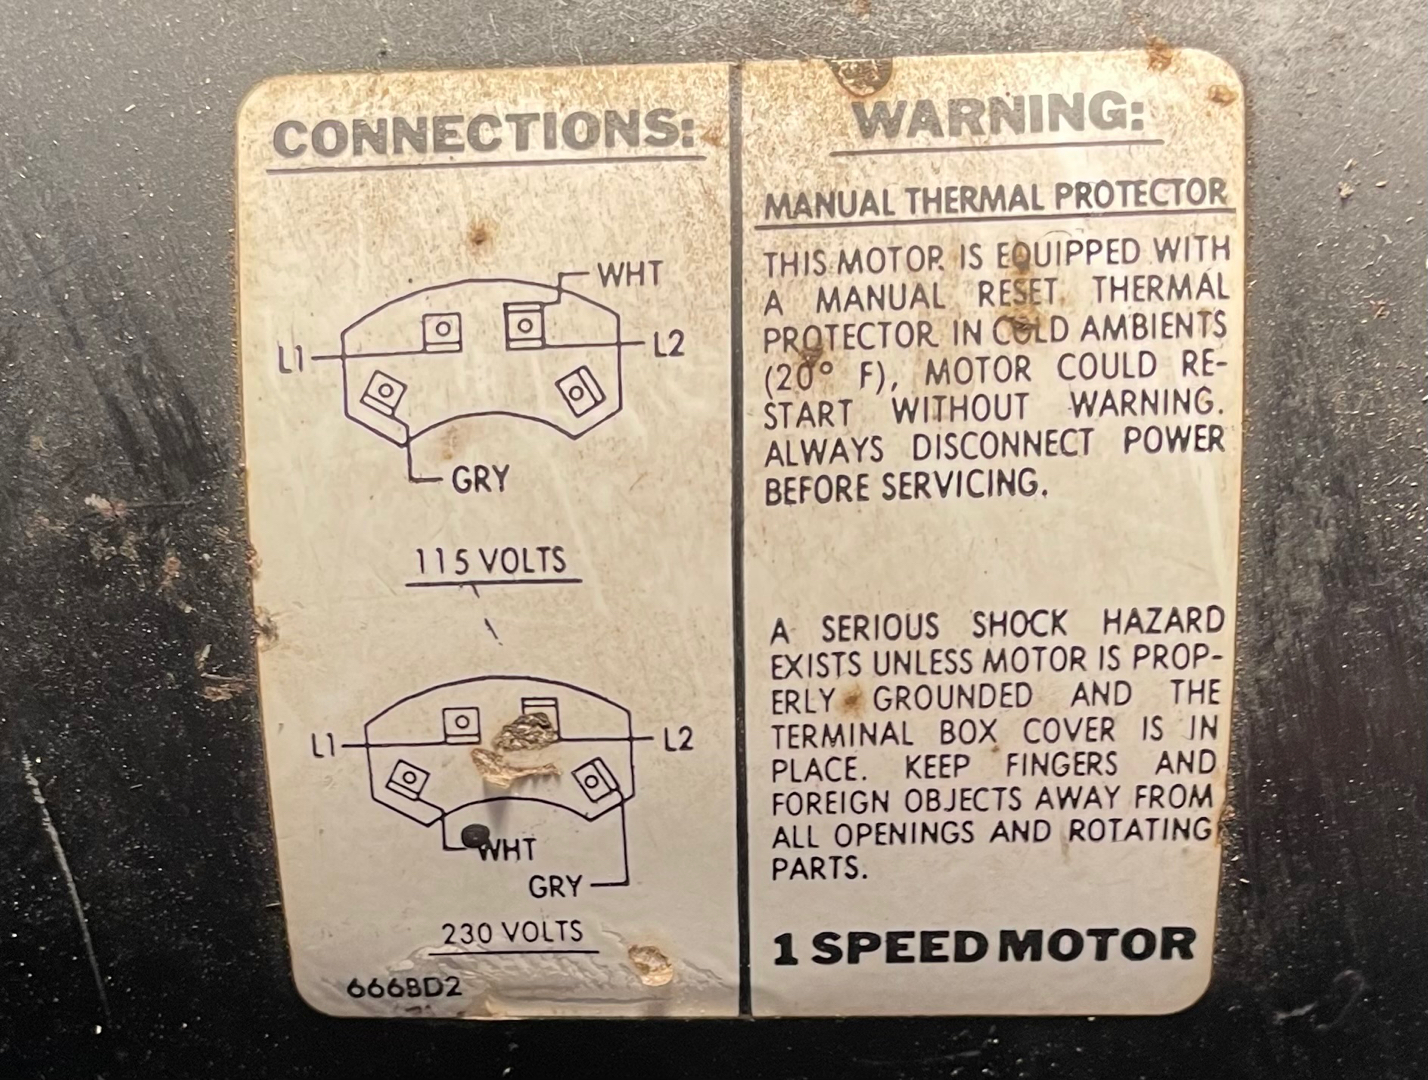 CONNECTIONS:
WHT
L1
L2
GRY
115 VOLTS
L1
L2
WHT
GRY
230 VOLTS
666BD2
WARNING:
MANUAL THERMAL PROTECTOR
THIS MOTOR IS EQUIPPED WITH
A MANUAL RESET THERMAL
PROTECTOR IN COLD AMBIENTS
(20° F), MOTOR COULD RE-
START WITHOUT WARNING.
ALWAYS DISCONNECT POWER
BEFORE SERVICING.
A SERIOUS SHOCK HAZARD
EXISTS UNLESS MOTOR IS PROP-
ERLY GROUNDED AND THE
TERMINAL BOX COVER IS IN
PLACE. KEEP FINGERS AND
FOREIGN OBJECTS AWAY FROM
ALL OPENINGS AND ROTATING
PARTS.
1 SPEED MOTOR